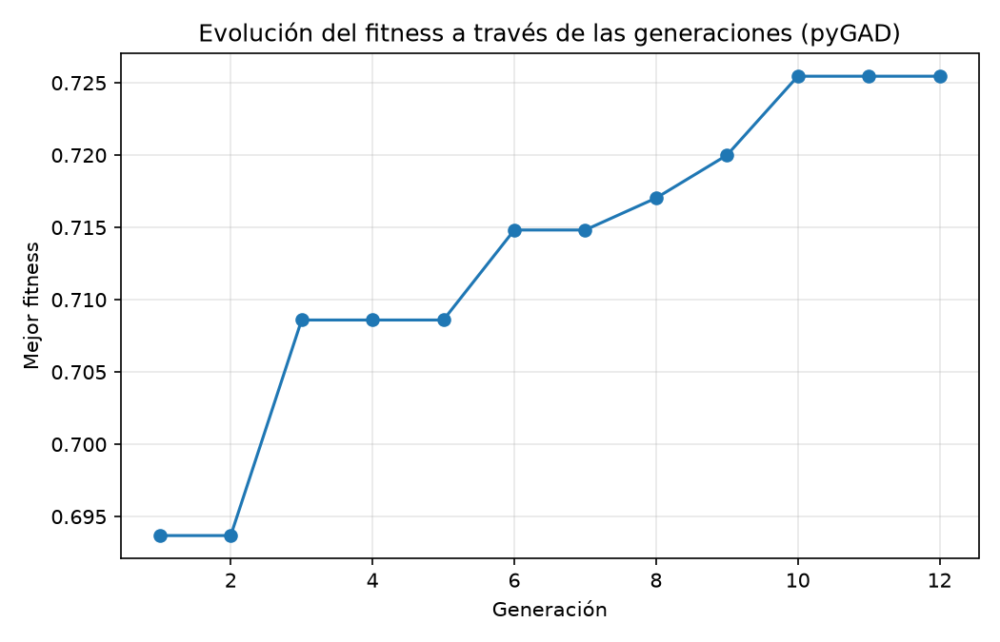 Evolución del fitness a través de las generaciones (pyGAD)
Mejor fitness
0.725
0.720
0.715
0.710
0.705
0.700
0.695
2 4 6 8 10 12
Generación